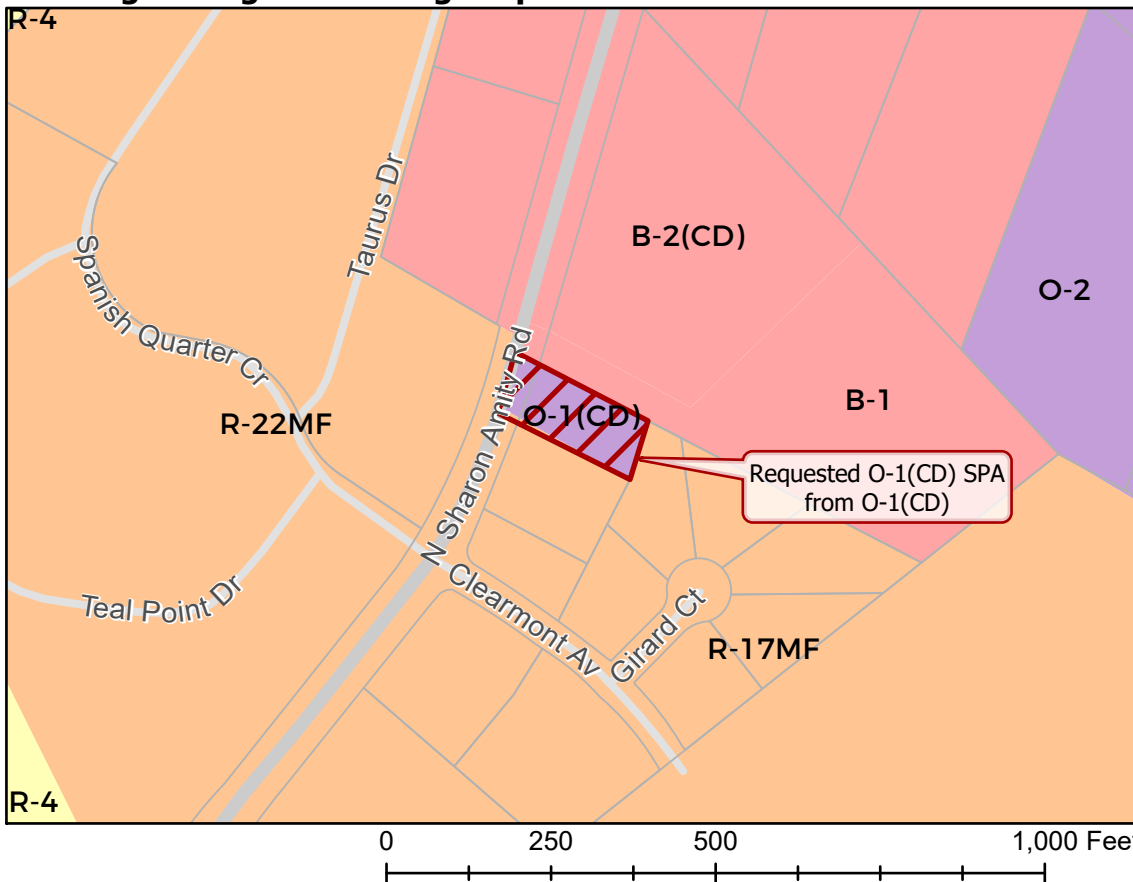 R-4
Taurus Dr
B-2(CD)
Spanish Quarter Cr
O-2
N Sharon Amity Rd
B-1
R-22MF
O-1(CD)
Requested O-1(CD) SPA
from O-1(CD)
Teal Point Dr
Clearmont Av
Girard Ct
R-17MF
R-4
0 250 500 1,000 Feet